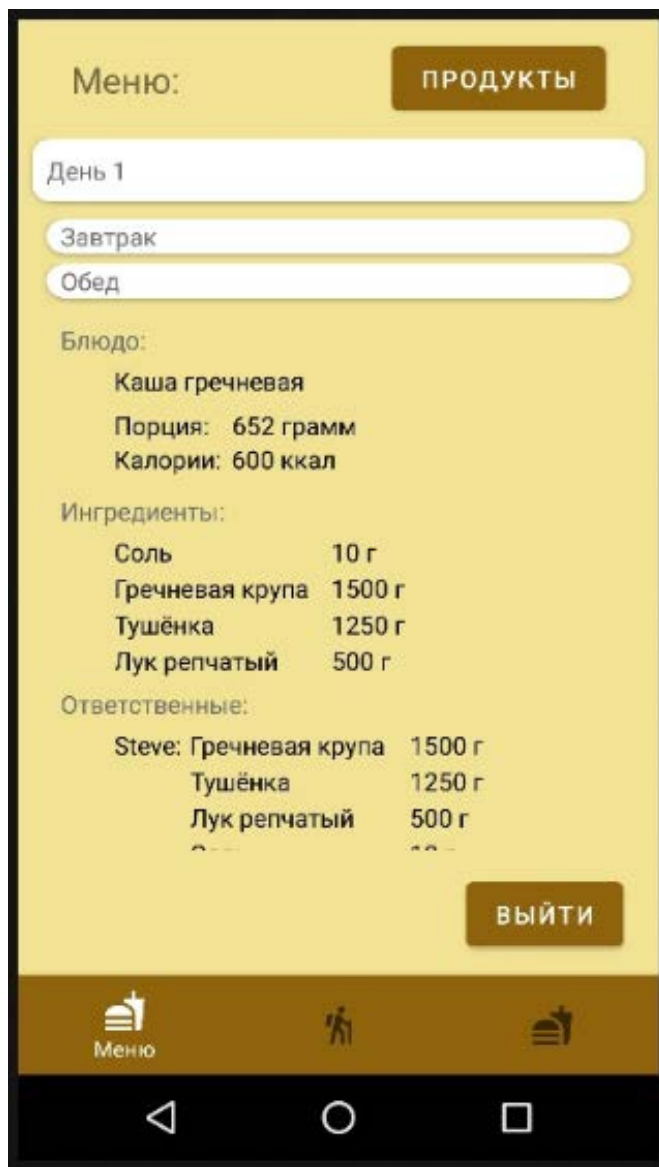 Меню:
ПРОДУКТЫ
День 1
Завтрак
Обед
Блюдо:
Каша гречневая
Порция: 652 грамм
Калории: 600 ккал
Ингредиенты:
Соль 10 г
Гречневая крупа 1500 г
Тушёнка 1250 г
Лук репчатый 500 г
Ответственные:
Steve: Гречневая крупа 1500 г
Тушёнка 1250 г
Лук репчатый 500 г
ВЫЙТИ
Меню